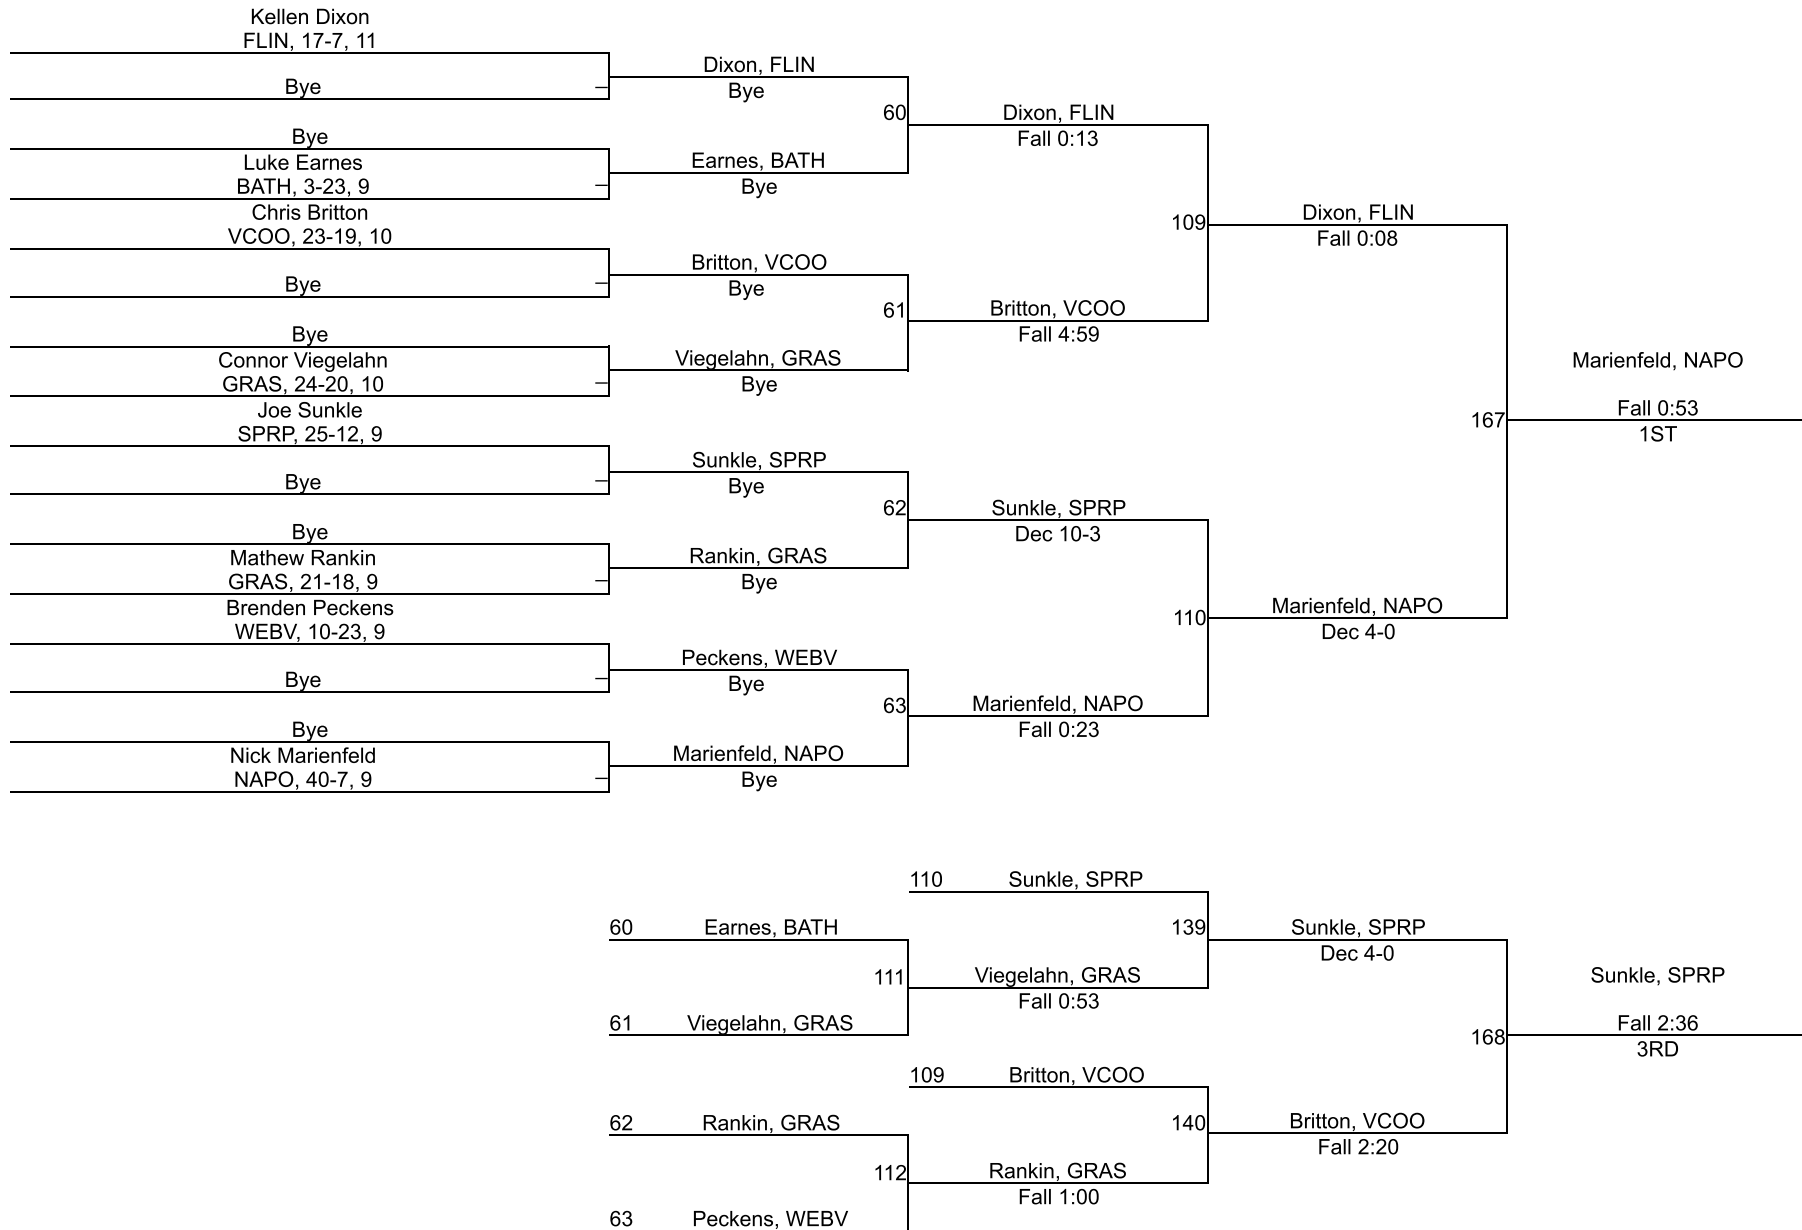 Kellen Dixon
FLIN, 17-7, 11
Bye
Dixon, FLIN
Bye
60
Dixon, FLIN
Fall 0:13
Bye
Luke Earnes
BATH, 3-23, 9
Earnes, BATH
Bye
109
Dixon, FLIN
Fall 0:08
Chris Britton
VCOO, 23-19, 10
Bye
Britton, VCOO
Bye
61
Britton, VCOO
Fall 4:59
Bye
Connor Viegelahn
GRAS, 24-20, 10
Viegelahn, GRAS
Bye
167
Marienfeld, NAPO
Fall 0:53
1ST
Joe Sunkle
SPRP, 25-12, 9
Bye
Sunkle, SPRP
Bye
62
Sunkle, SPRP
Dec 10-3
Bye
Mathew Rankin
GRAS, 21-18, 9
Rankin, GRAS
Bye
110
Marienfeld, NAPO
Dec 4-0
Brenden Peckens
WEBV, 10-23, 9
Bye
Peckens, WEBV
Bye
63
Marienfeld, NAPO
Fall 0:23
Bye
Nick Marienfeld
NAPO, 40-7, 9
Marienfeld, NAPO
Bye
110 Sunkle, SPRP
60 Earnes, BATH
139
Sunkle, SPRP
Dec 4-0
111
Viegelahn, GRAS
Fall 0:53
61 Viegelahn, GRAS
168
Sunkle, SPRP
Fall 2:36
3RD
109 Britton, VCOO
62 Rankin, GRAS
140
Britton, VCOO
Fall 2:20
112
Rankin, GRAS
Fall 1:00
63 Peckens, WEBV